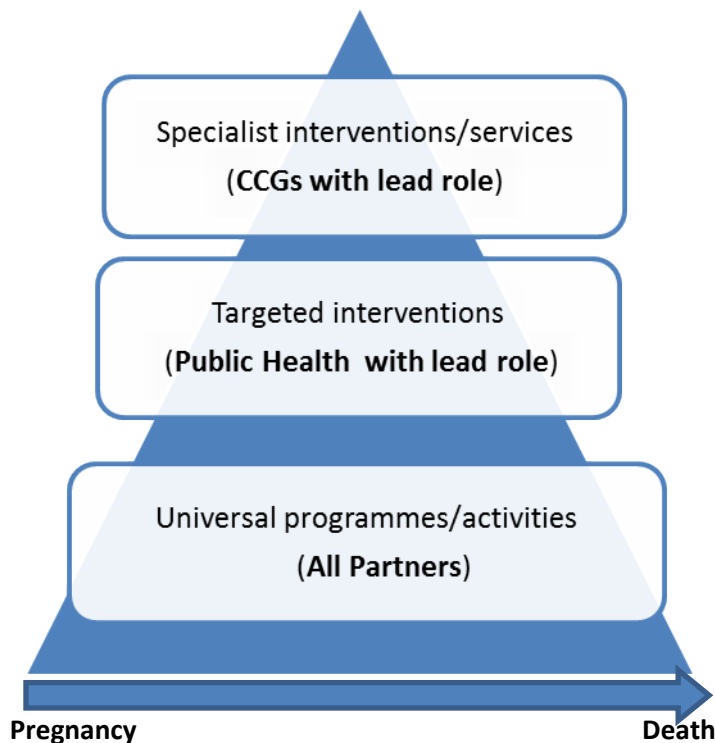 Specialist interventions/services
(CCGs with lead role)
Targeted interventions
(Public Health with lead role)
Universal programmes/activities
(All Partners)
Pregnancy Death